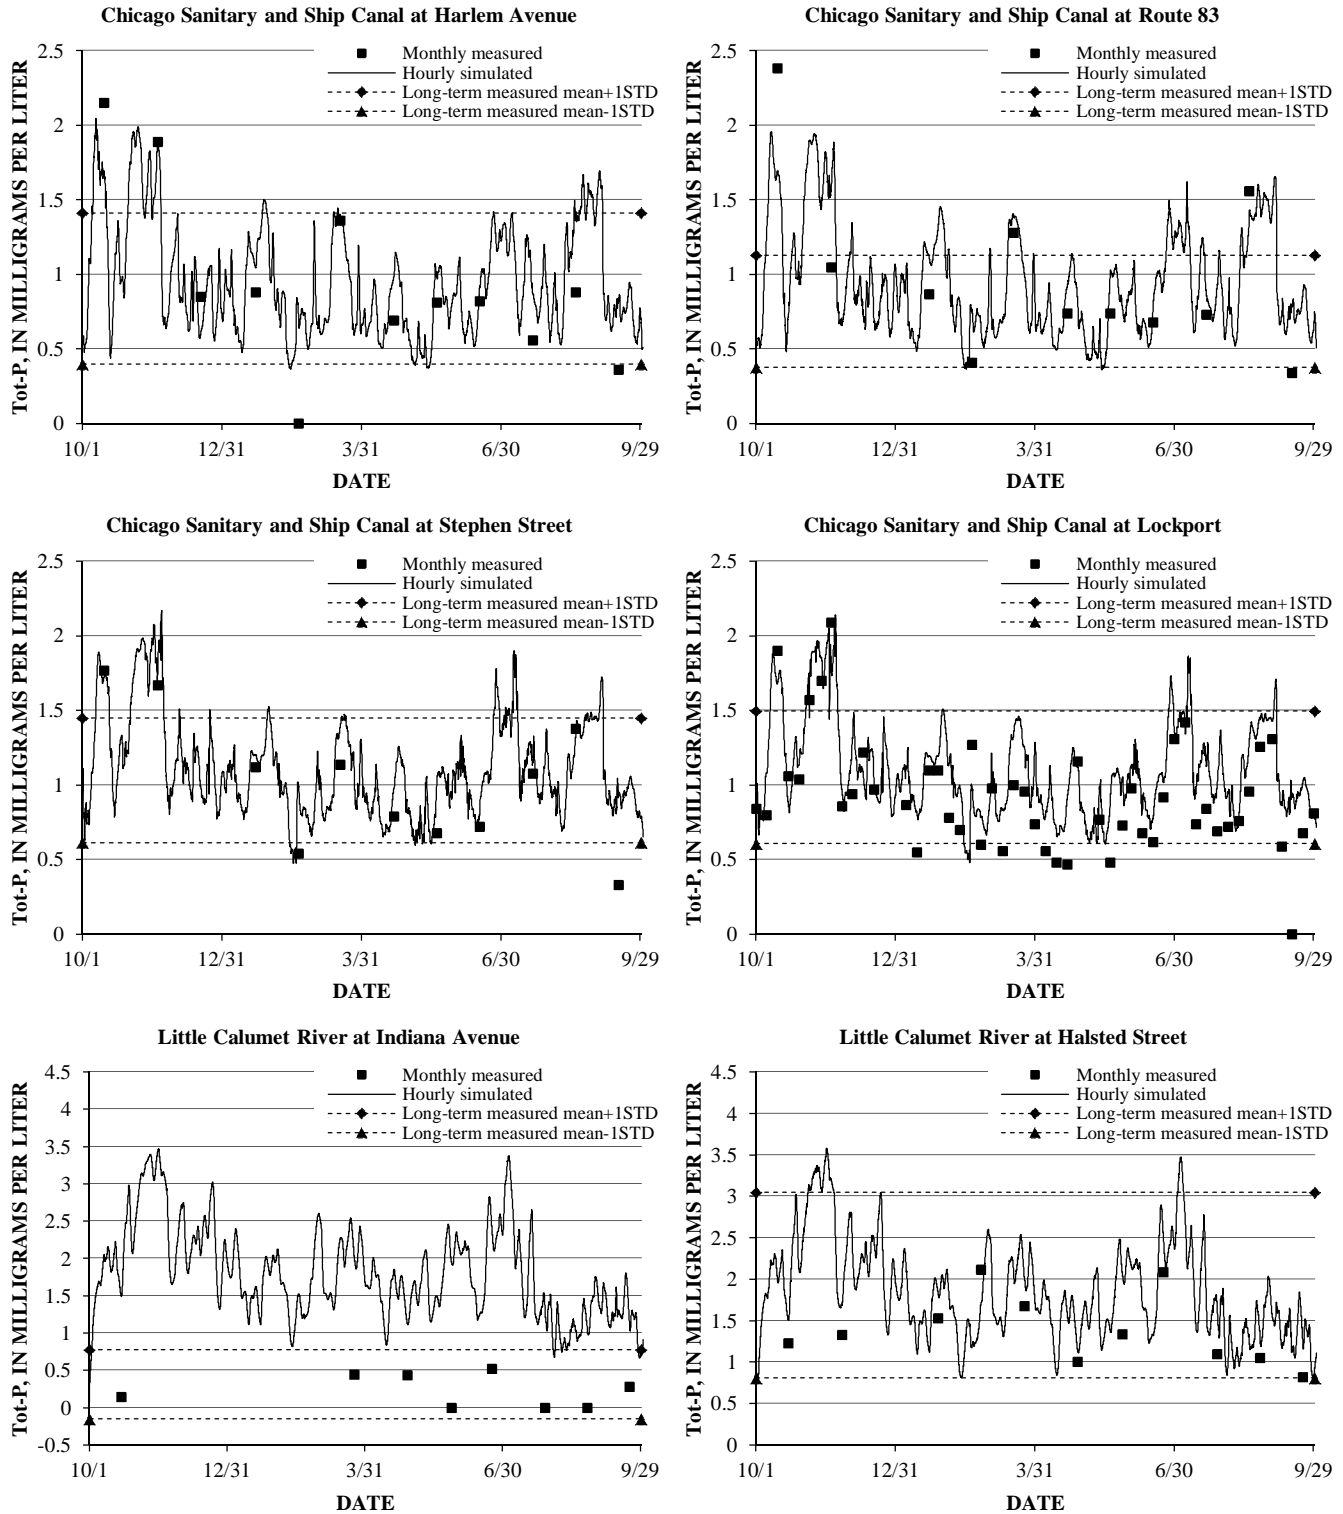 Chicago Sanitary and Ship Canal at Harlem Avenue
Tot-P, IN MILLIGRAMS PER LITER
2.5
2
1.5
1
0.5
0
Monthly measured
Hourly simulated
Long-term measured mean+1STD
Long-term measured mean-1STD
10/1 12/31 3/31 6/30 9/29
DATE
Chicago Sanitary and Ship Canal at Route 83
Tot-P, IN MILLIGRAMS PER LITER
2.5
2
1.5
1
0.5
0
Monthly measured
Hourly simulated
Long-term measured mean+1STD
Long-term measured mean-1STD
10/1 12/31 3/31 6/30 9/29
DATE
Chicago Sanitary and Ship Canal at Stephen Street
Tot-P, IN MILLIGRAMS PER LITER
2.5
2
1.5
1
0.5
0
Monthly measured
Hourly simulated
Long-term measured mean+1STD
Long-term measured mean-1STD
10/1 12/31 3/31 6/30 9/29
DATE
Chicago Sanitary and Ship Canal at Lockport
Tot-P, IN MILLIGRAMS PER LITER
2.5
2
1.5
1
0.5
0
Monthly measured
Hourly simulated
Long-term measured mean+1STD
Long-term measured mean-1STD
10/1 12/31 3/31 6/30 9/29
DATE
Little Calumet River at Indiana Avenue
Tot-P, IN MILLIGRAMS PER LITER
4.5
4
3.5
3
2.5
2
1.5
1
0.5
0
-0.5
Monthly measured
Hourly simulated
Long-term measured mean+1STD
Long-term measured mean-1STD
10/1 12/31 3/31 6/30 9/29
DATE
Little Calumet River at Halsted Street
Tot-P, IN MILLIGRAMS PER LITER
4.5
4
3.5
3
2.5
2
1.5
1
0.5
0
Monthly measured
Hourly simulated
Long-term measured mean+1STD
Long-term measured mean-1STD
10/1 12/31 3/31 6/30 9/29
DATE